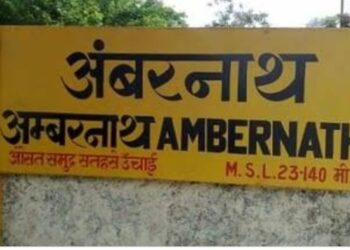 अंबरनाथ
अम्बरनाथ AMBERNATH
औसत समुद्र सतहसे उंचाई M.S.L.23·140 मी